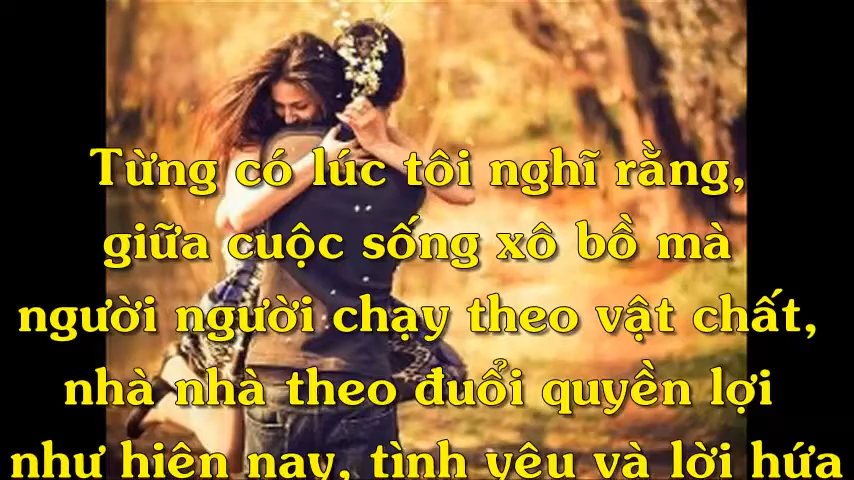 Từng có lúc tôi nghĩ rằng,
giữa cuộc sống xô bồ mà
người người chạy theo vật chất,
nhà nhà theo đuổi quyền lợi
như hiện nay, tình yêu và lời hứa